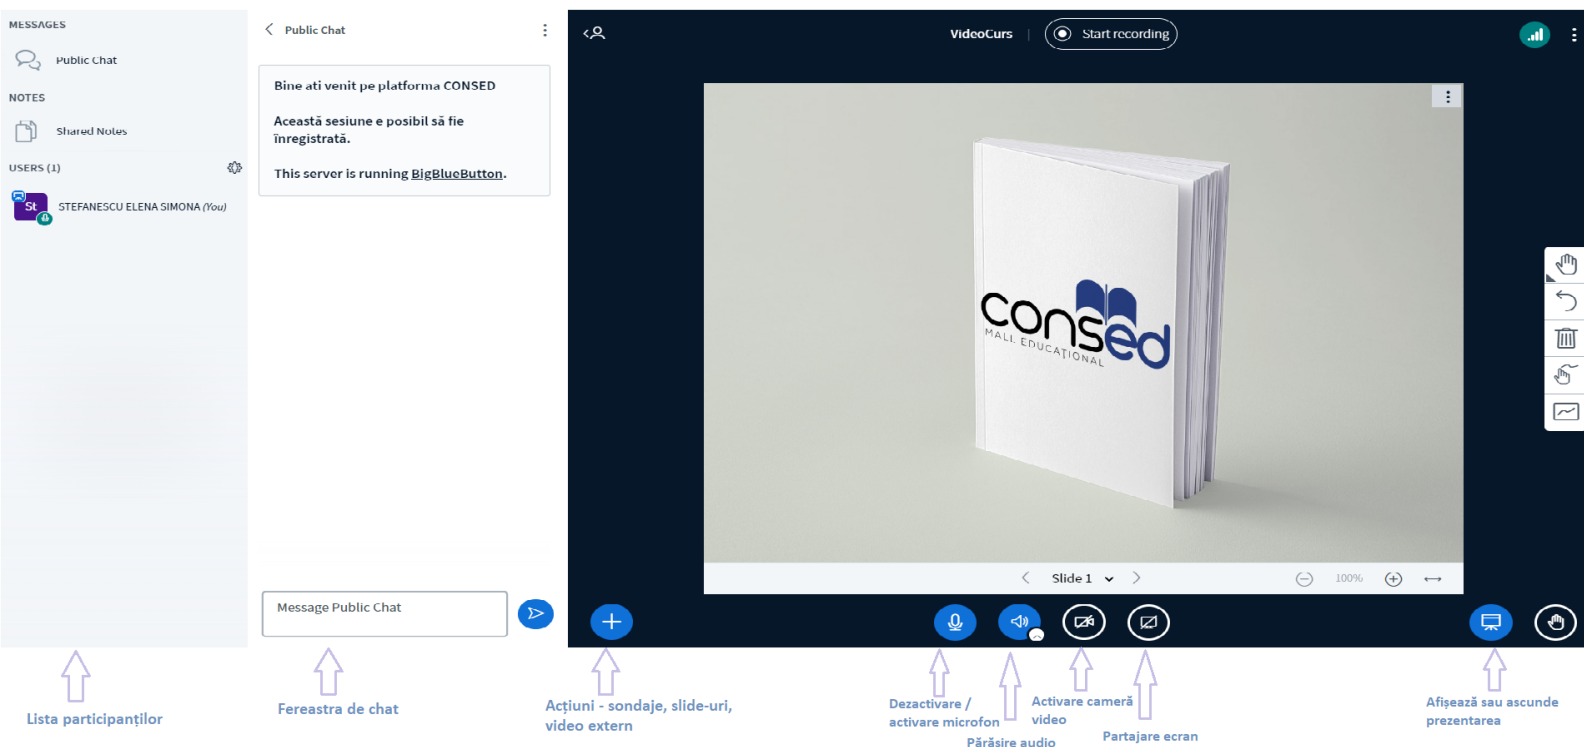 MESSAGES
Public Chat
NOTES
Shared Notes
USERS (1)
St
STEFANESCU ELENA SIMONA (You)
Public Chat
Bine ati venit pe platforma CONSED
Această sesiune e posibil să fie
înregistrată.
This server is running BigBlueButton.
Message Public Chat
VideoCurs
Start recording
consed
MALL EDUCAȚIONAL
Slide 1
100%
Lista participanților
Fereastra de chat
Acțiuni - sondaje, slide-uri,
video extern
Dezactivare /
activare microfon
Părăsire audio
Activare cameră
video
Partajare ecran
Afișează sau ascunde
prezentarea